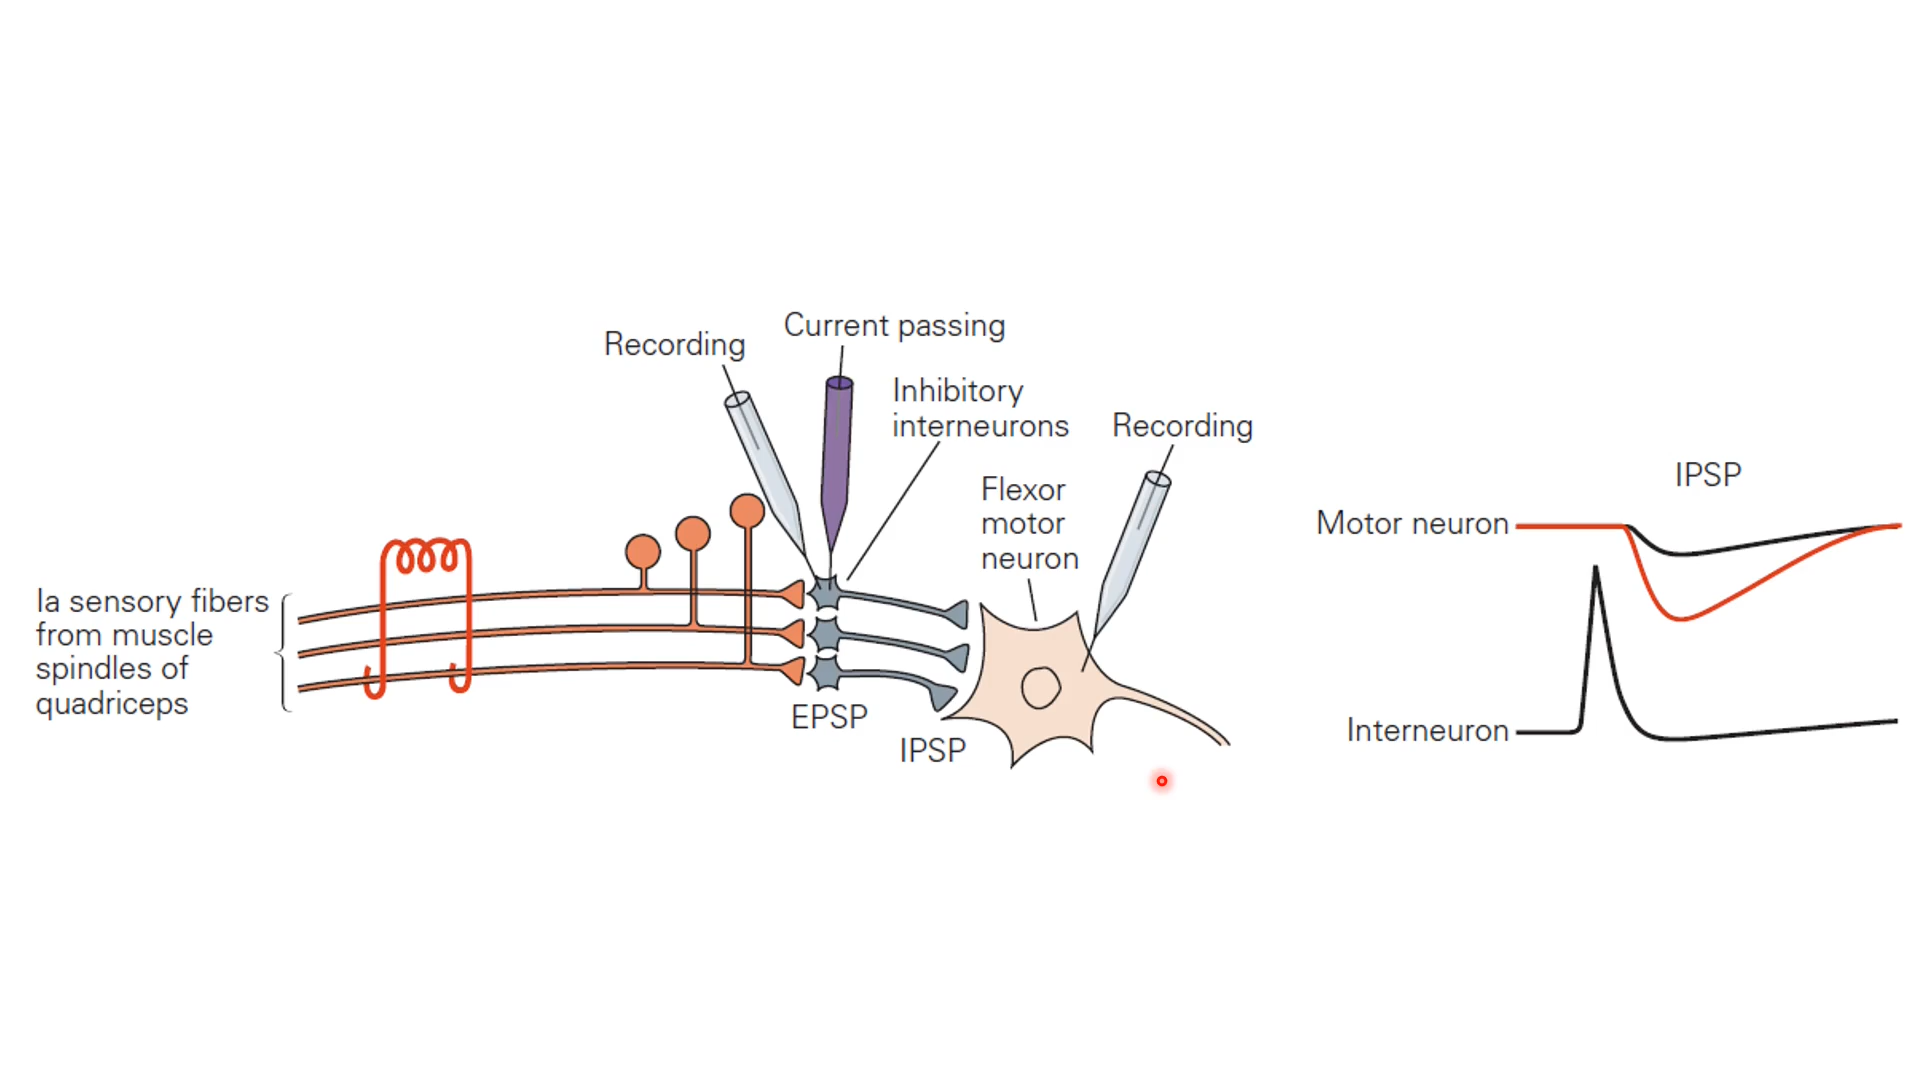 Recording
Current passing
Inhibitory
interneurons
Recording
Flexor
motor
neuron
Ia sensory fibers
from muscle
spindles of
quadriceps
EPSP
IPSP
IPSP
Motor neuron
Interneuron